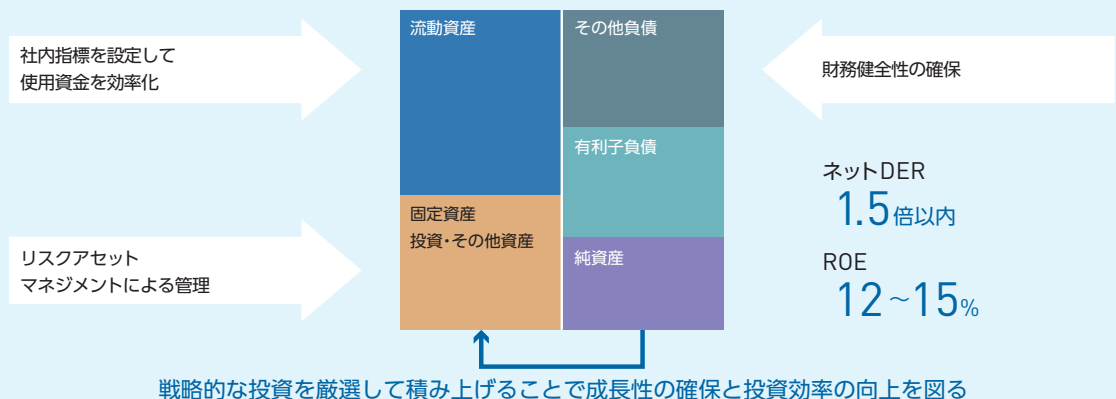 社内指標を設定して
使用資金を効率化
リスクアセット
マネジメントによる管理
流動資産
固定資産
投資・その他資産
その他負債
有利子負債
純資産
財務健全性の確保
ネットDER
1.5倍以内
ROE
12～15%
戦略的な投資を厳選して積み上げることで成長性の確保と投資効率の向上を図る